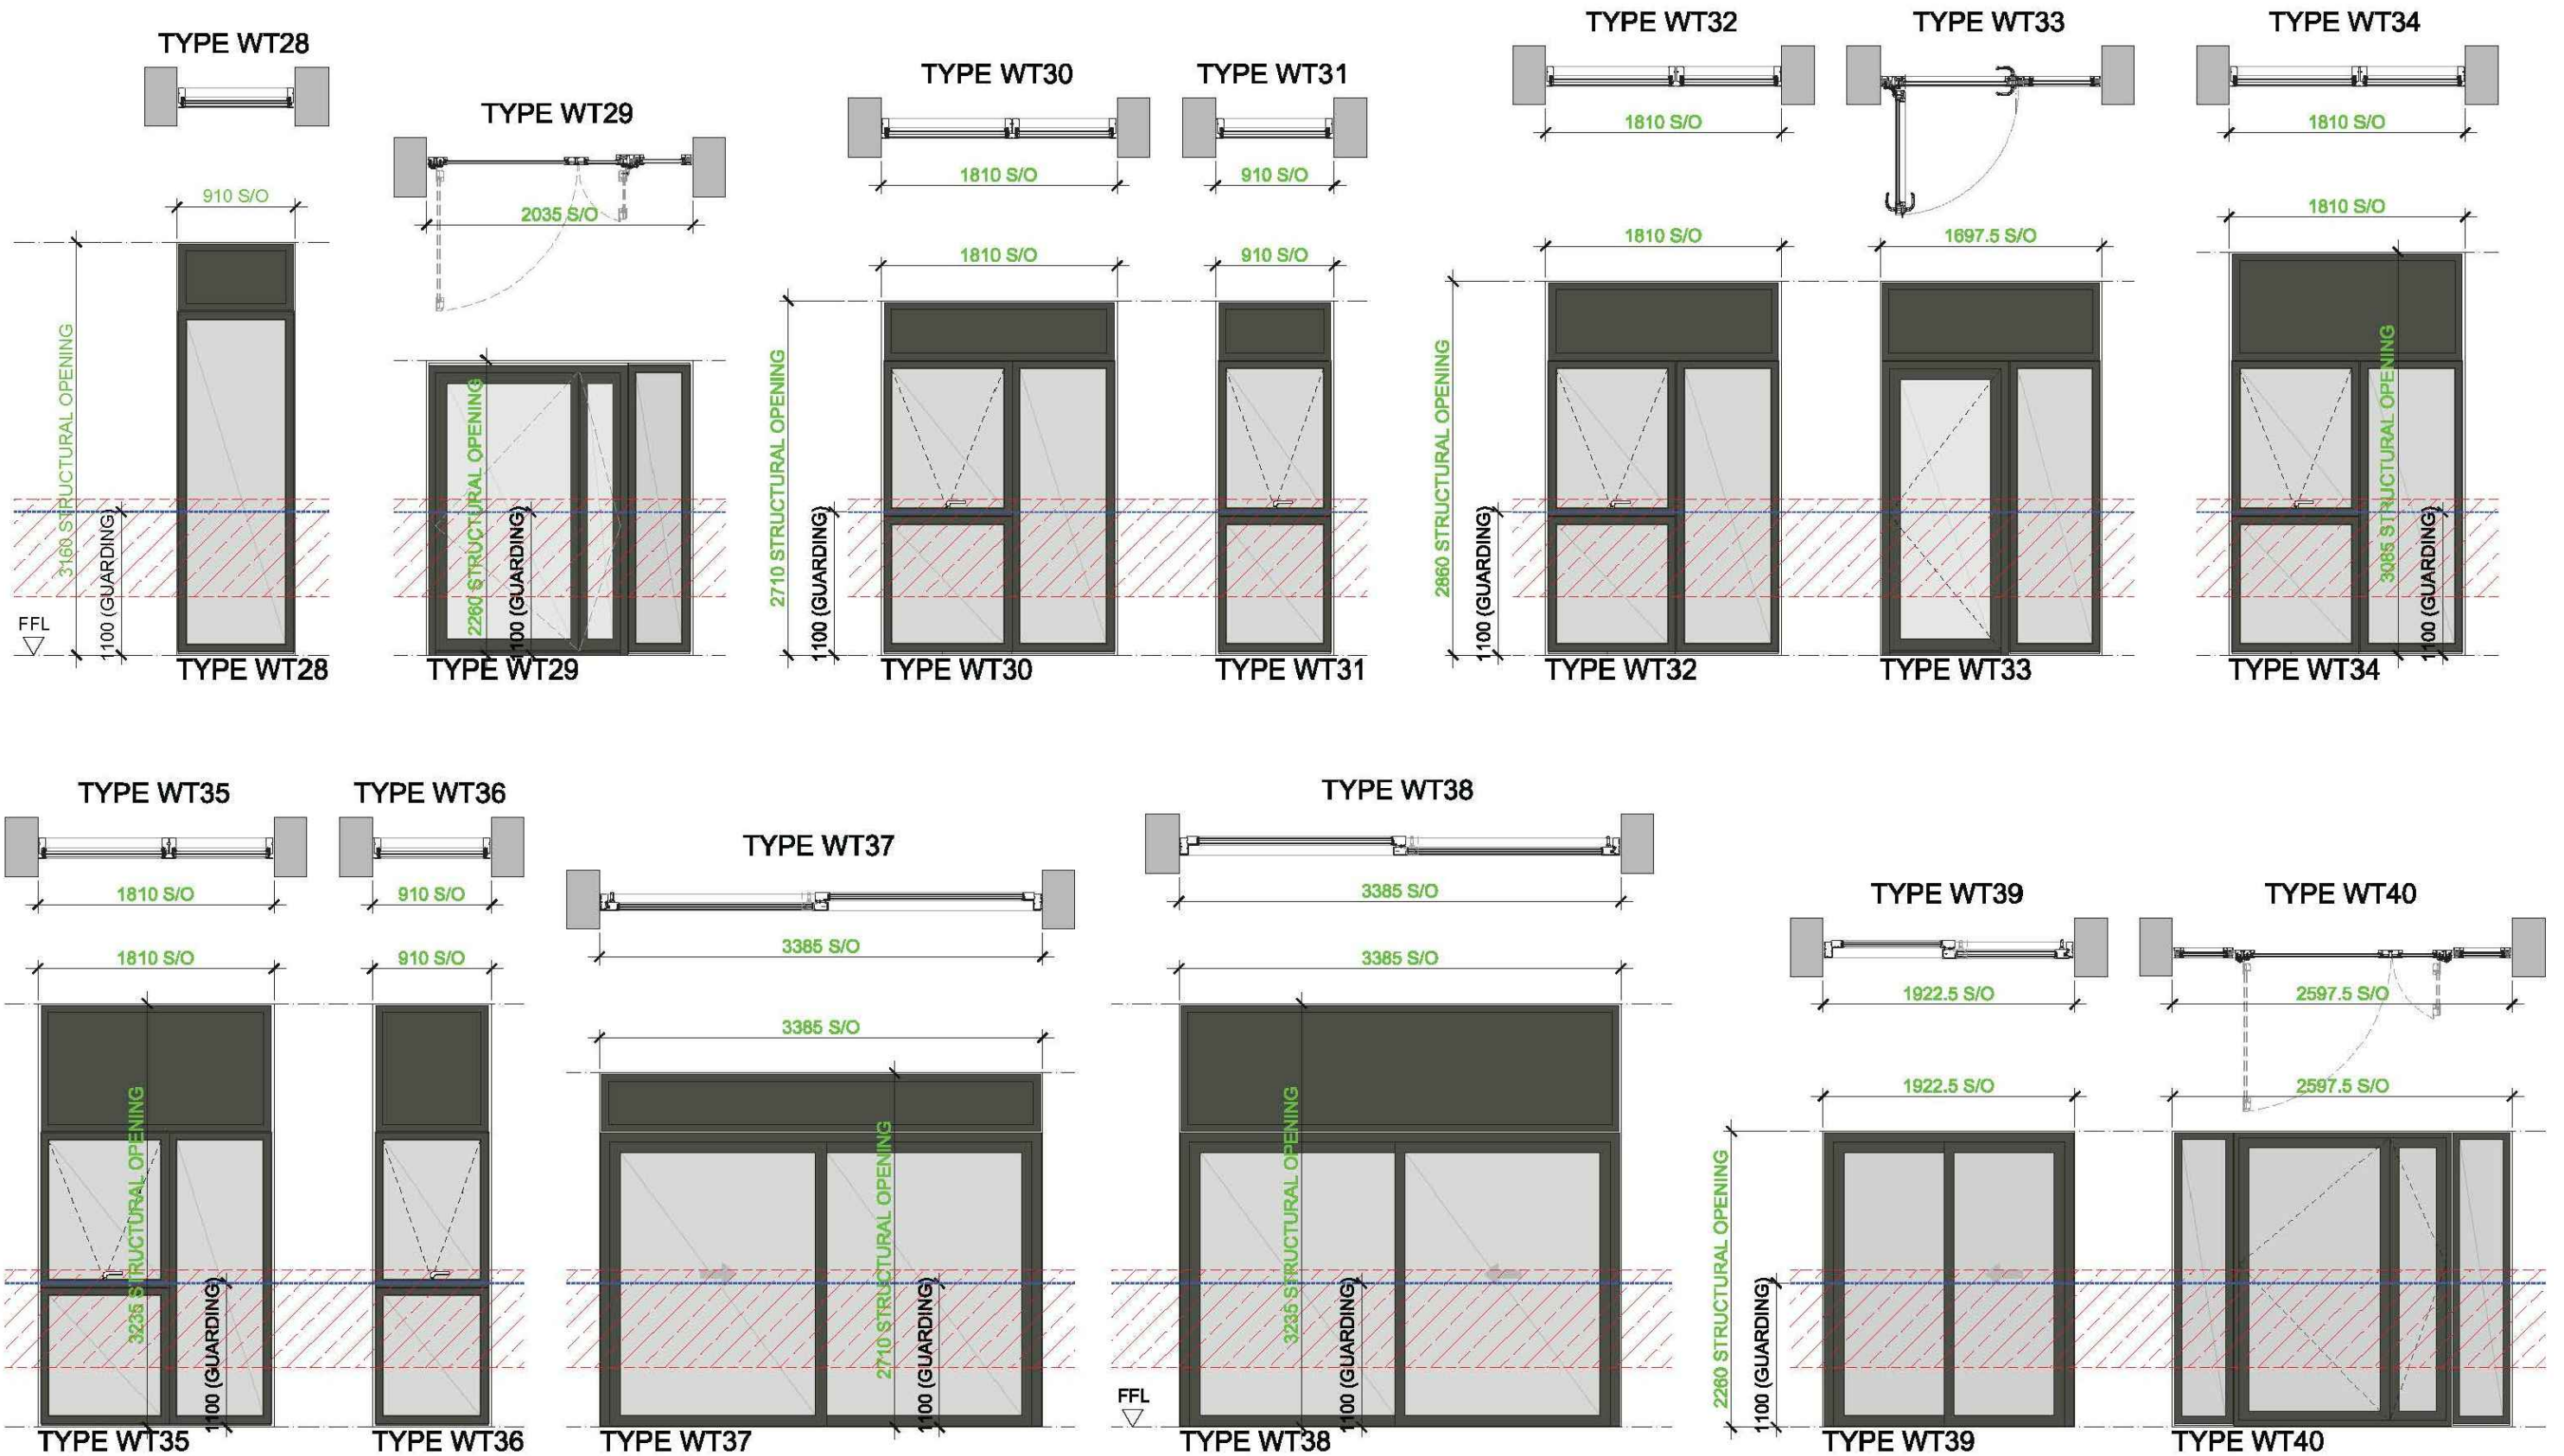 TYPE WT28
910 S/O
3160 STRUCTURAL OPENING
1100 (GUARDING)
FFL
TYPE WT28
TYPE WT29
2035 S/O
2260 STRUCTURAL OPENING
1100 (GUARDING)
TYPE WT29
TYPE WT30
1810 S/O
1810 S/O
2710 STRUCTURAL OPENING
1100 (GUARDING)
TYPE WT30
TYPE WT31
910 S/O
910 S/O
TYPE WT31
TYPE WT32
1810 S/O
1810 S/O
2860 STRUCTURAL OPENING
1100 (GUARDING)
TYPE WT32
TYPE WT33
1697.5 S/O
TYPE WT33
TYPE WT34
1810 S/O
1810 S/O
3085 STRUCTURAL OPENING
1100 (GUARDING)
TYPE WT34
TYPE WT35
1810 S/O
1810 S/O
3235 STRUCTURAL OPENING
1100 (GUARDING)
TYPE WT35
TYPE WT36
910 S/O
910 S/O
TYPE WT36
TYPE WT37
3385 S/O
3385 S/O
2710 STRUCTURAL OPENING
1100 (GUARDING)
TYPE WT37
TYPE WT38
3385 S/O
3385 S/O
3235 STRUCTURAL OPENING
1100 (GUARDING)
FFL
TYPE WT38
TYPE WT39
1922.5 S/O
1922.5 S/O
2260 STRUCTURAL OPENING
1100 (GUARDING)
TYPE WT39
TYPE WT40
2597.5 S/O
2597.5 S/O
TYPE WT40